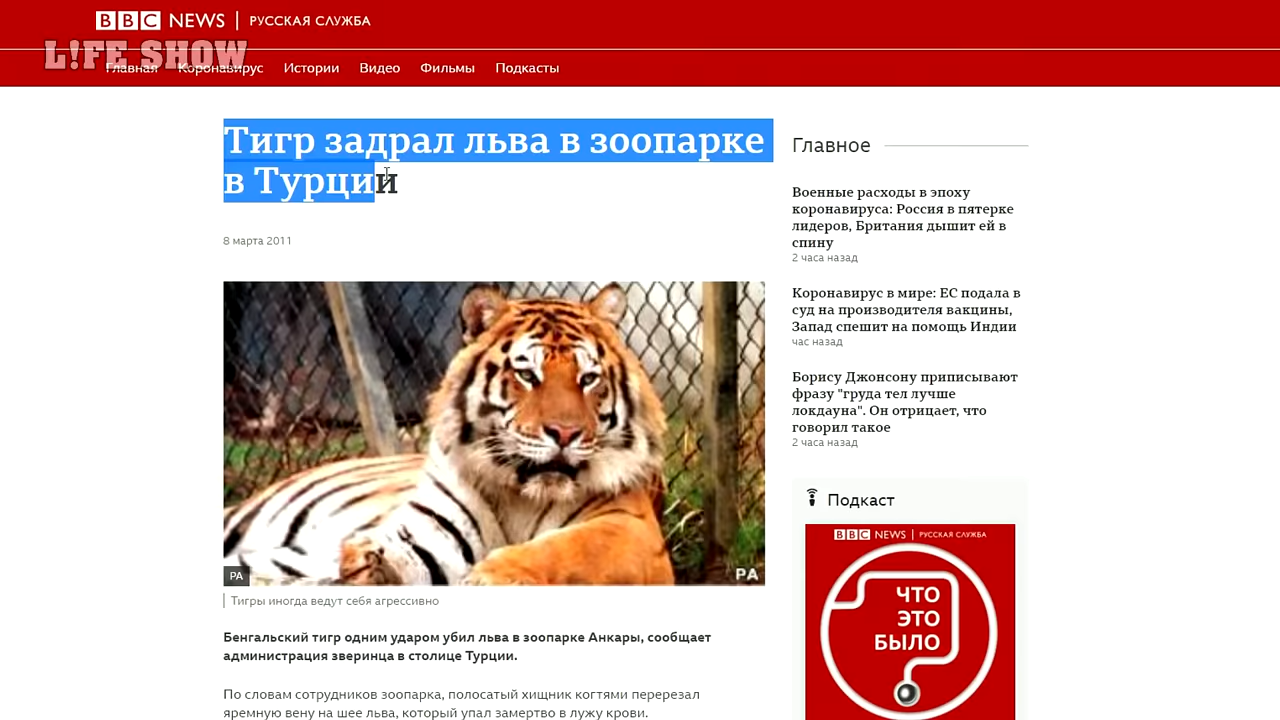 BBC NEWS | РУССКАЯ СЛУЖБА
L!FE SHOW
Главная Коронавирус Истории Видео Фильмы Подкасты
Тигр задрал льва в зоопарке
в Турции
8 марта 2011
PA
PA
Тигры иногда ведут себя агрессивно
Бенгальский тигр одним ударом убил льва в зоопарке Анкары, сообщает
администрация зверинца в столице Турции.
По словам сотрудников зоопарка, полосатый хищник когтями перерезал
яремную вену на шее льва, который упал замертво в лужу крови.
Главное
Военные расходы в эпоху
коронавируса: Россия в пятерке
лидеров, Британия дышит ей в
спину
2 часа назад
Коронавирус в мире: ЕС подала в
суд на производителя вакцины,
Запад спешит на помощь Индии
час назад
Борису Джонсону приписывают
фразу "груда тел лучше
локдауна". Он отрицает, что
говорил такое
2 часа назад
Подкаст
BBC NEWS | РУССКАЯ СЛУЖБА
ЧТО
ЭТО
БЫЛО